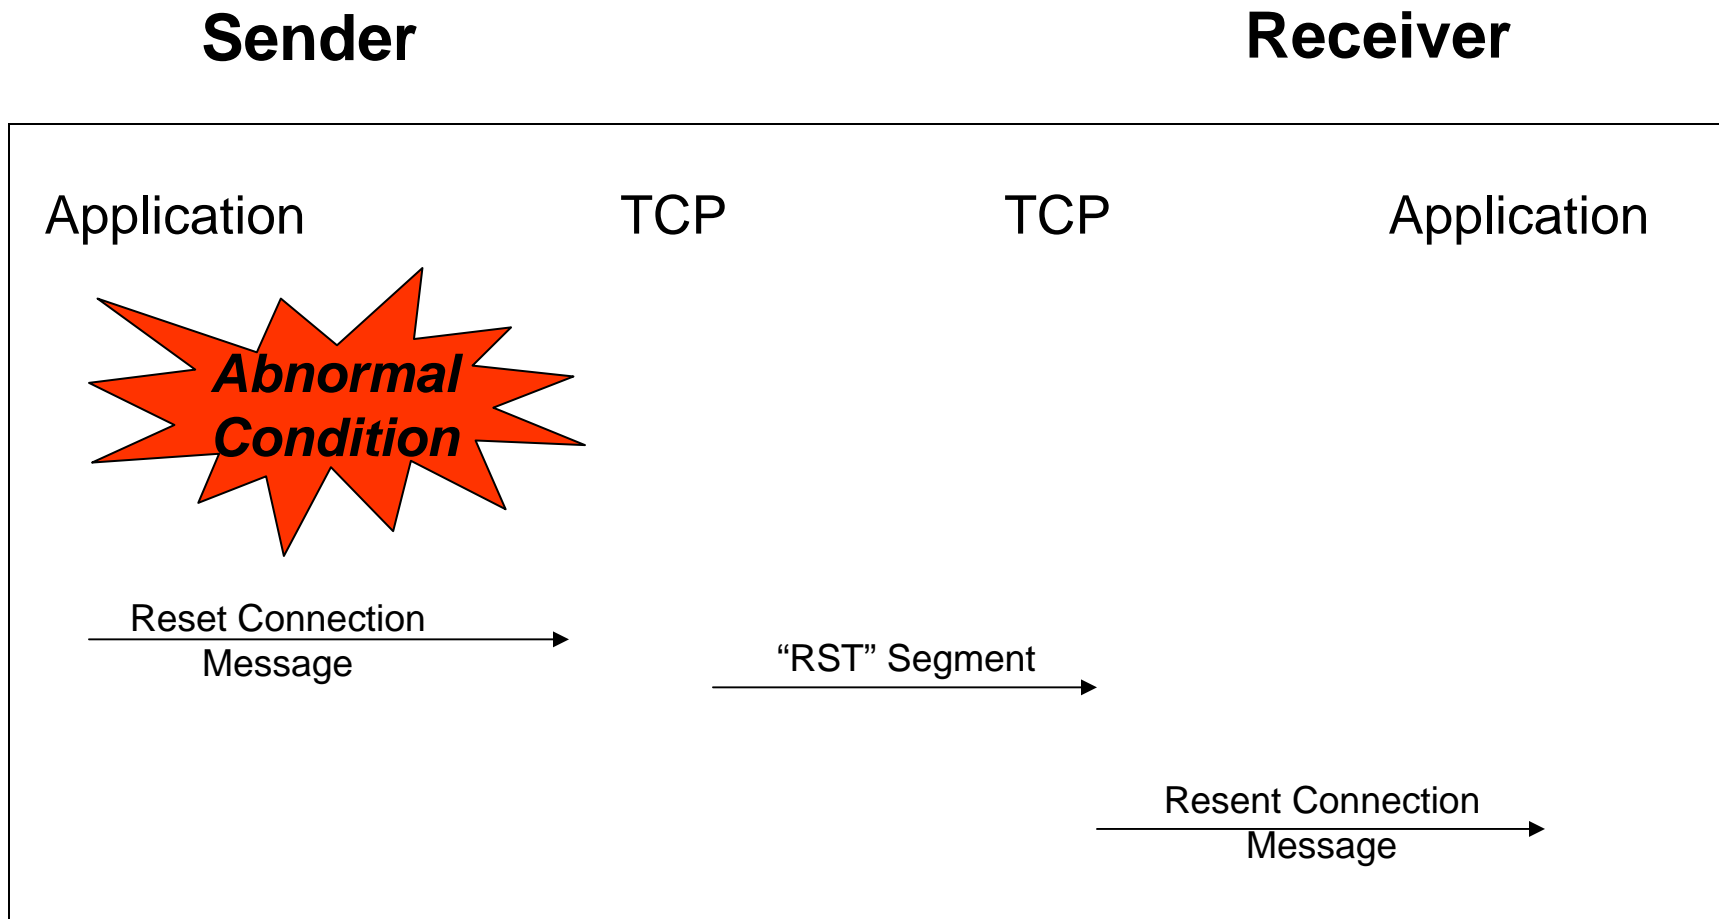 Sender
Receiver
Application
TCP
TCP
Application
Abnormal
Condition
Reset Connection
Message
“RST” Segment
Resent Connection
Message